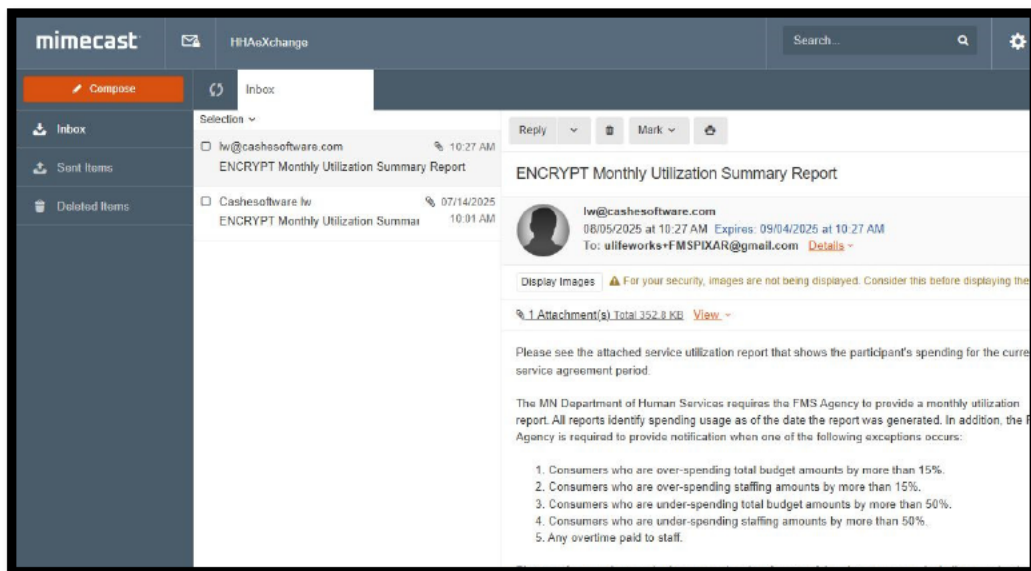 mimecast
HHAeXchange
Search...
Compose
Inbox
Inbox
Sent Items
Deleted Items
Selection
lw@cashesoftware.com 10:27 AM
ENCRYPT Monthly Utilization Summary Report
Cashesoftware lw 07/14/2025
ENCRYPT Monthly Utilization Summar 10:01 AM
Reply Mark
ENCRYPT Monthly Utilization Summary Report
lw@cashesoftware.com
08/05/2025 at 10:27 AM Expires: 09/04/2025 at 10:27 AM
To: ulifeworks+FMSPIXAR@gmail.com Details
Display Images For your security, images are not being displayed. Consider this before displaying the
1 Attachment(s) Total 352.8 KB View
Please see the attached service utilization report that shows the participant's spending for the curre
service agreement period.
The MN Department of Human Services requires the FMS Agency to provide a monthly utilization
report. All reports identify spending usage as of the date the report was generated. In addition, the F
Agency is required to provide notification when one of the following exceptions occurs:
1. Consumers who are over-spending total budget amounts by more than 15%.
2. Consumers who are over-spending staffing amounts by more than 15%.
3. Consumers who are under-spending total budget amounts by more than 50%.
4. Consumers who are under-spending staffing amounts by more than 50%.
5. Any overtime paid to staff.